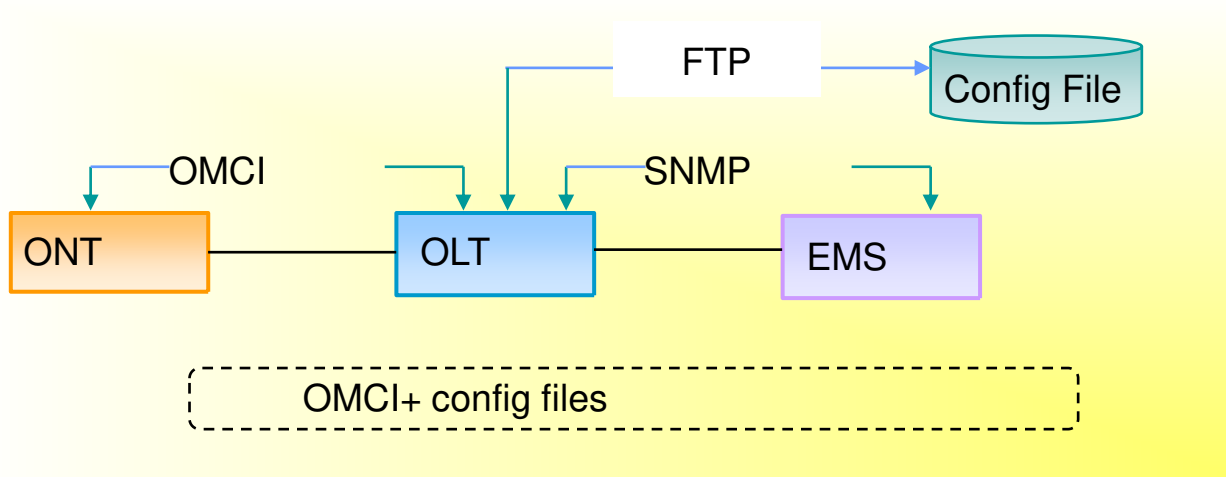 FTP
Config File
OMCI
SNMP
ONT
OLT
EMS
OMCI+ config files